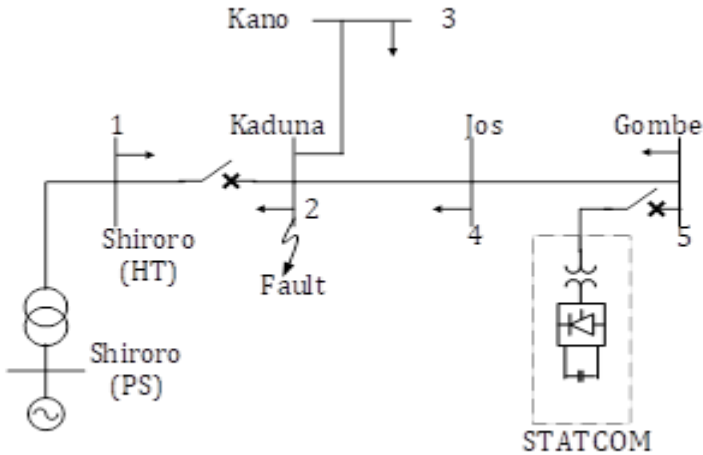 Kano 3
1 Kaduna Jos Gombe
2 4 5
Shiroro
(HT)
Fault
Shiroro
(PS)
STATCOM